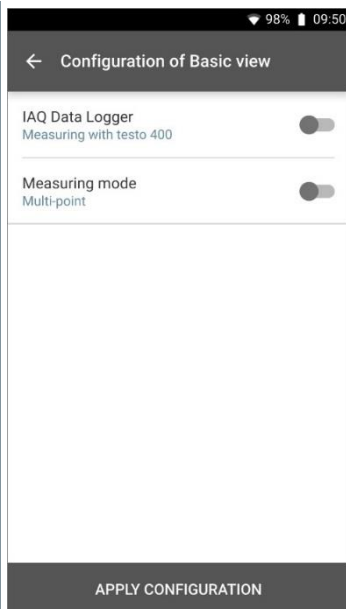 98% 09:50
Configuration of Basic view
IAQ Data Logger
Measuring with testo 400
Measuring mode
Multi-point
APPLY CONFIGURATION